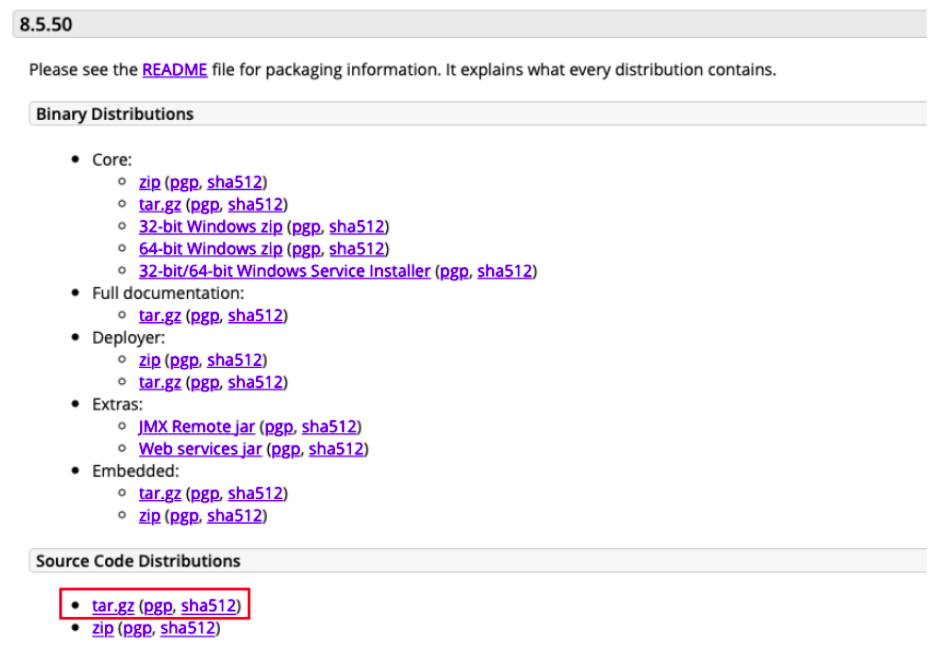 8.5.50
Please see the README file for packaging information. It explains what every distribution contains.
Binary Distributions
Core:
zip (pgp, sha512)
tar.gz (pgp, sha512)
32-bit Windows zip (pgp, sha512)
64-bit Windows zip (pgp, sha512)
32-bit/64-bit Windows Service Installer (pgp, sha512)
Full documentation:
tar.gz (pgp, sha512)
Deployer:
zip (pgp, sha512)
tar.gz (pgp, sha512)
Extras:
JMX Remote jar (pgp, sha512)
Web services jar (pgp, sha512)
Embedded:
tar.gz (pgp, sha512)
zip (pgp, sha512)
Source Code Distributions
tar.gz (pgp, sha512)
zip (pgp, sha512)